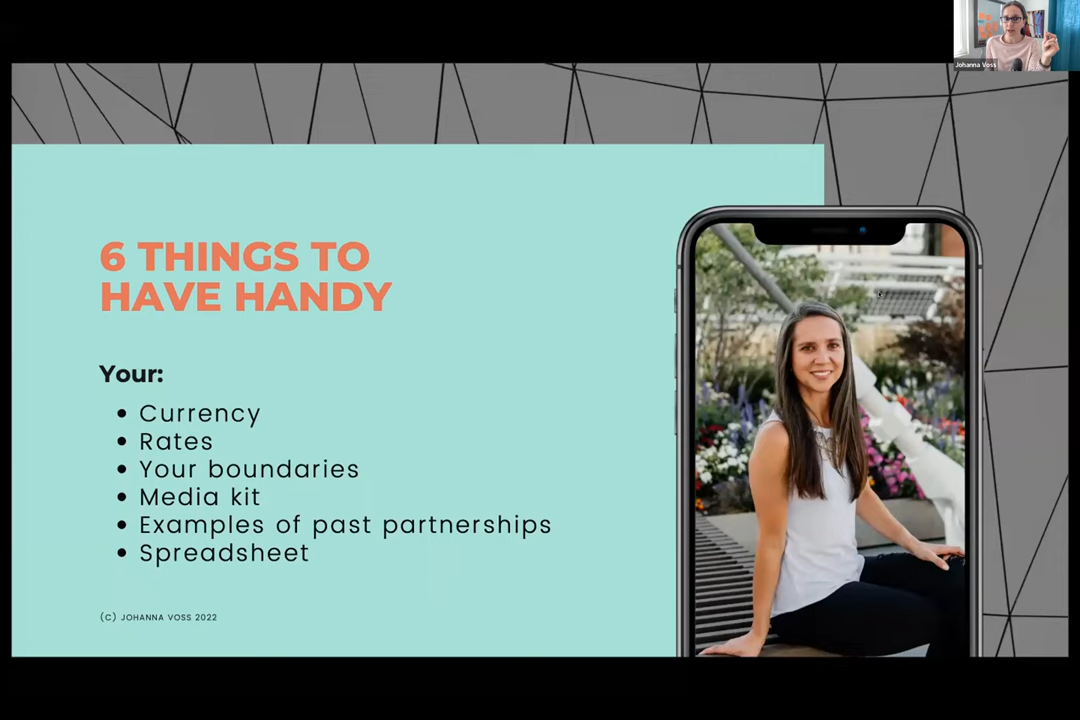 Johanna Voss
6 THINGS TO
HAVE HANDY
Your:
• Currency
• Rates
• Your boundaries
• Media kit
• Examples of past partnerships
• Spreadsheet
(C) JOHANNA VOSS 2022